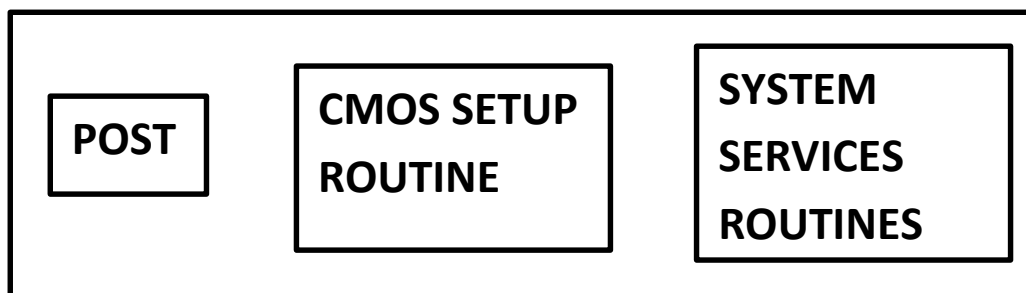 POST
CMOS SETUP
ROUTINE
SYSTEM
SERVICES
ROUTINES